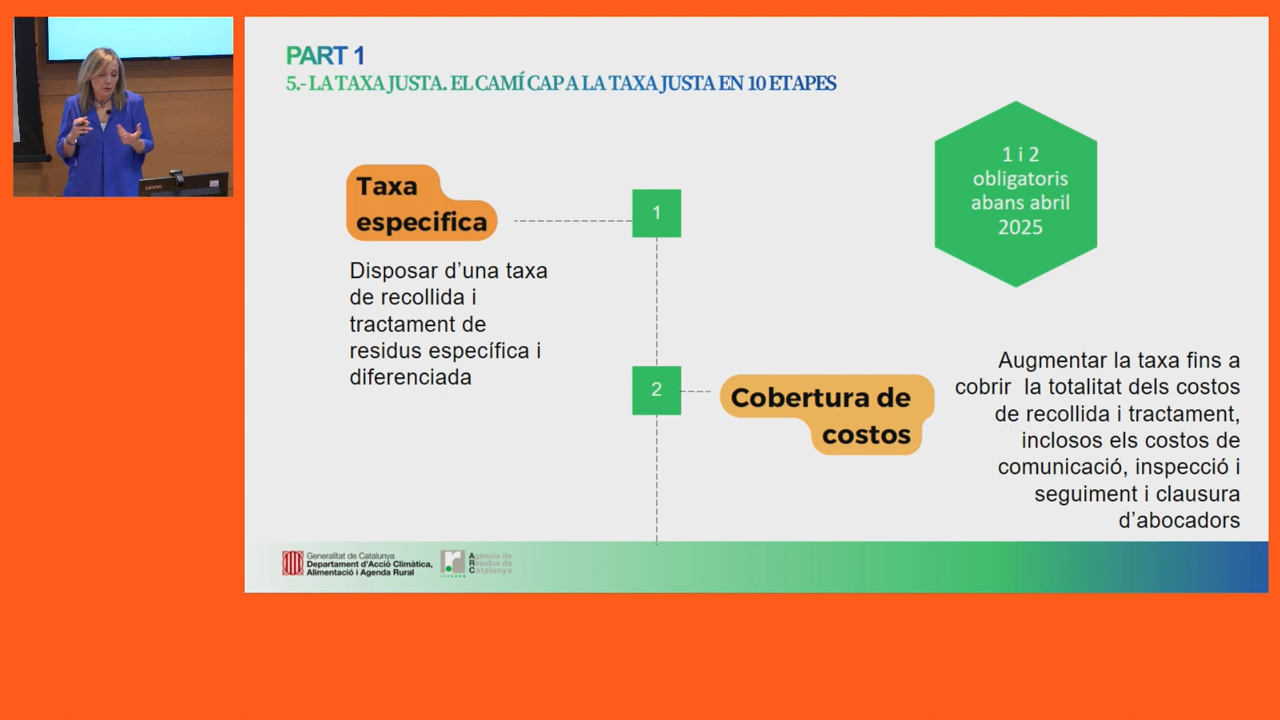 PART 1
5.- LA TAXA JUSTA. EL CAMÍ CAP A LA TAXA JUSTA EN 10 ETAPES
Taxa
especifica
1
Disposar d'una taxa
de recollida i
tractament de
residus específica i
diferenciada
1 i 2
obligatoris
abans abril
2025
2
Cobertura de
costos
Augmentar la taxa fins a
cobrir la totalitat dels costos
de recollida i tractament,
inclosos els costos de
comunicació, inspecció i
seguiment i clausura
d'abocadors
Generalitat de Catalunya
Departament d'Acció Climàtica,
Alimentació i Agenda Rural
Agència de
Residus de
Catalunya
Lenovo